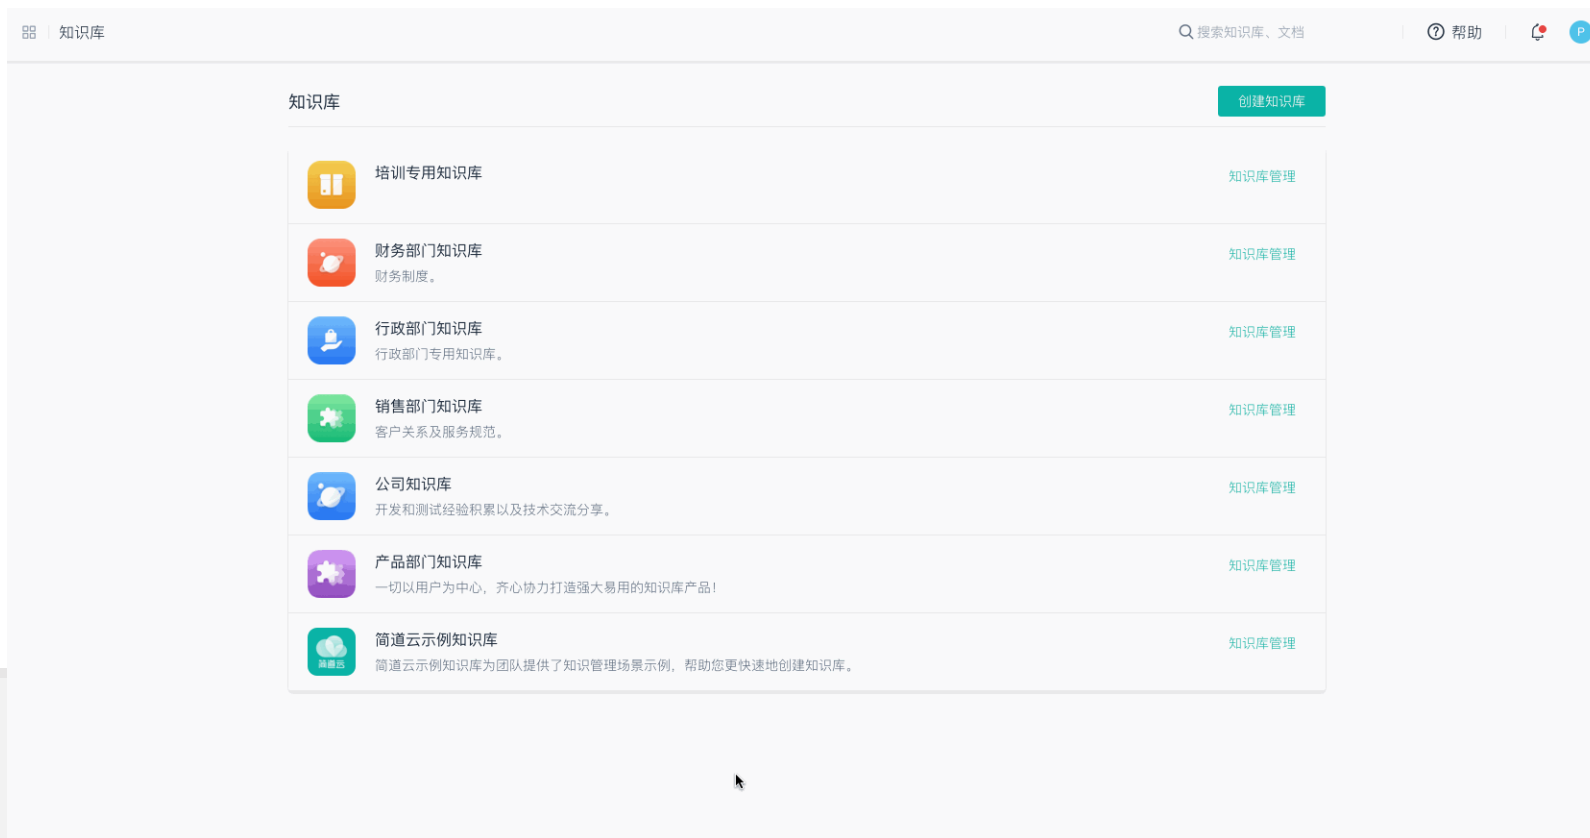 知识库
搜索知识库、文档
帮助
P
知识库
创建知识库
培训专用知识库
知识库管理
财务部门知识库
知识库管理
财务制度。
行政部门知识库
知识库管理
行政部门专用知识库。
销售部门知识库
知识库管理
客户关系及服务规范。
公司知识库
知识库管理
开发和测试经验积累以及技术交流分享。
产品部门知识库
知识库管理
一切以用户为中心，齐心协力打造强大易用的知识库产品！
简道云示例知识库
知识库管理
简道云
简道云示例知识库为团队提供了知识管理场景示例，帮助您更快速地创建知识库。